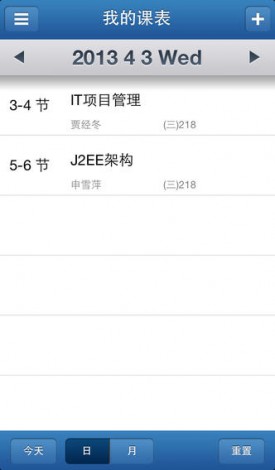 我的课表
2013 4 3 Wed
3-4 节
IT项目管理
贾经冬
(三)218
5-6 节
J2EE架构
申雪萍
(三)218
今天
日
月
重置